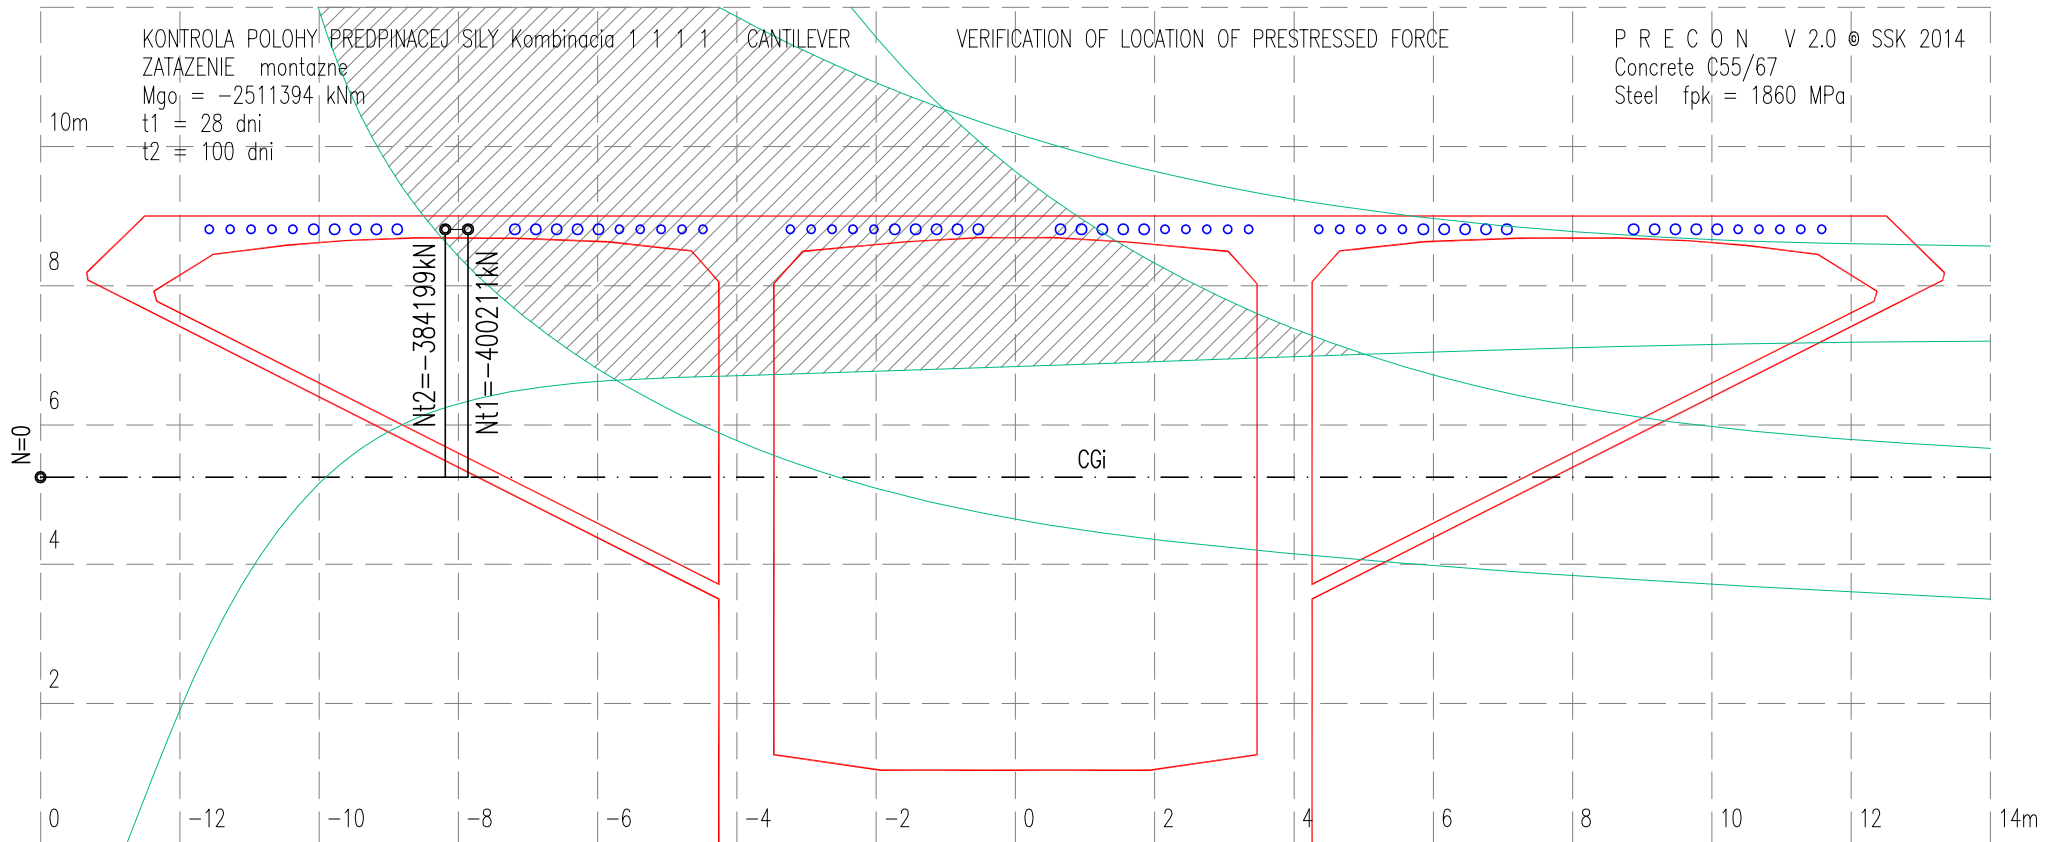 KONTROLA POLOHY PREDPINACEJ SILY Kombinacia 1 1 1 1 CANTILEVER VERIFICATION OF LOCATION OF PRESTRESSED FORCE P R E C O N V 2.0 © SSK 2014
ZATAZENIE montazne Concrete C55/67
Mgo = -2511394 kNm Steel fpk = 1860 MPa
t1 = 28 dni
10m
t2 = 100 dni
8
Nt2=-384199kN
Nt1=-400211kN
6
N=0
CGi
4
2
0 -12 -10 -8 -6 -4 -2 0 2 4 6 8 10 12 14m